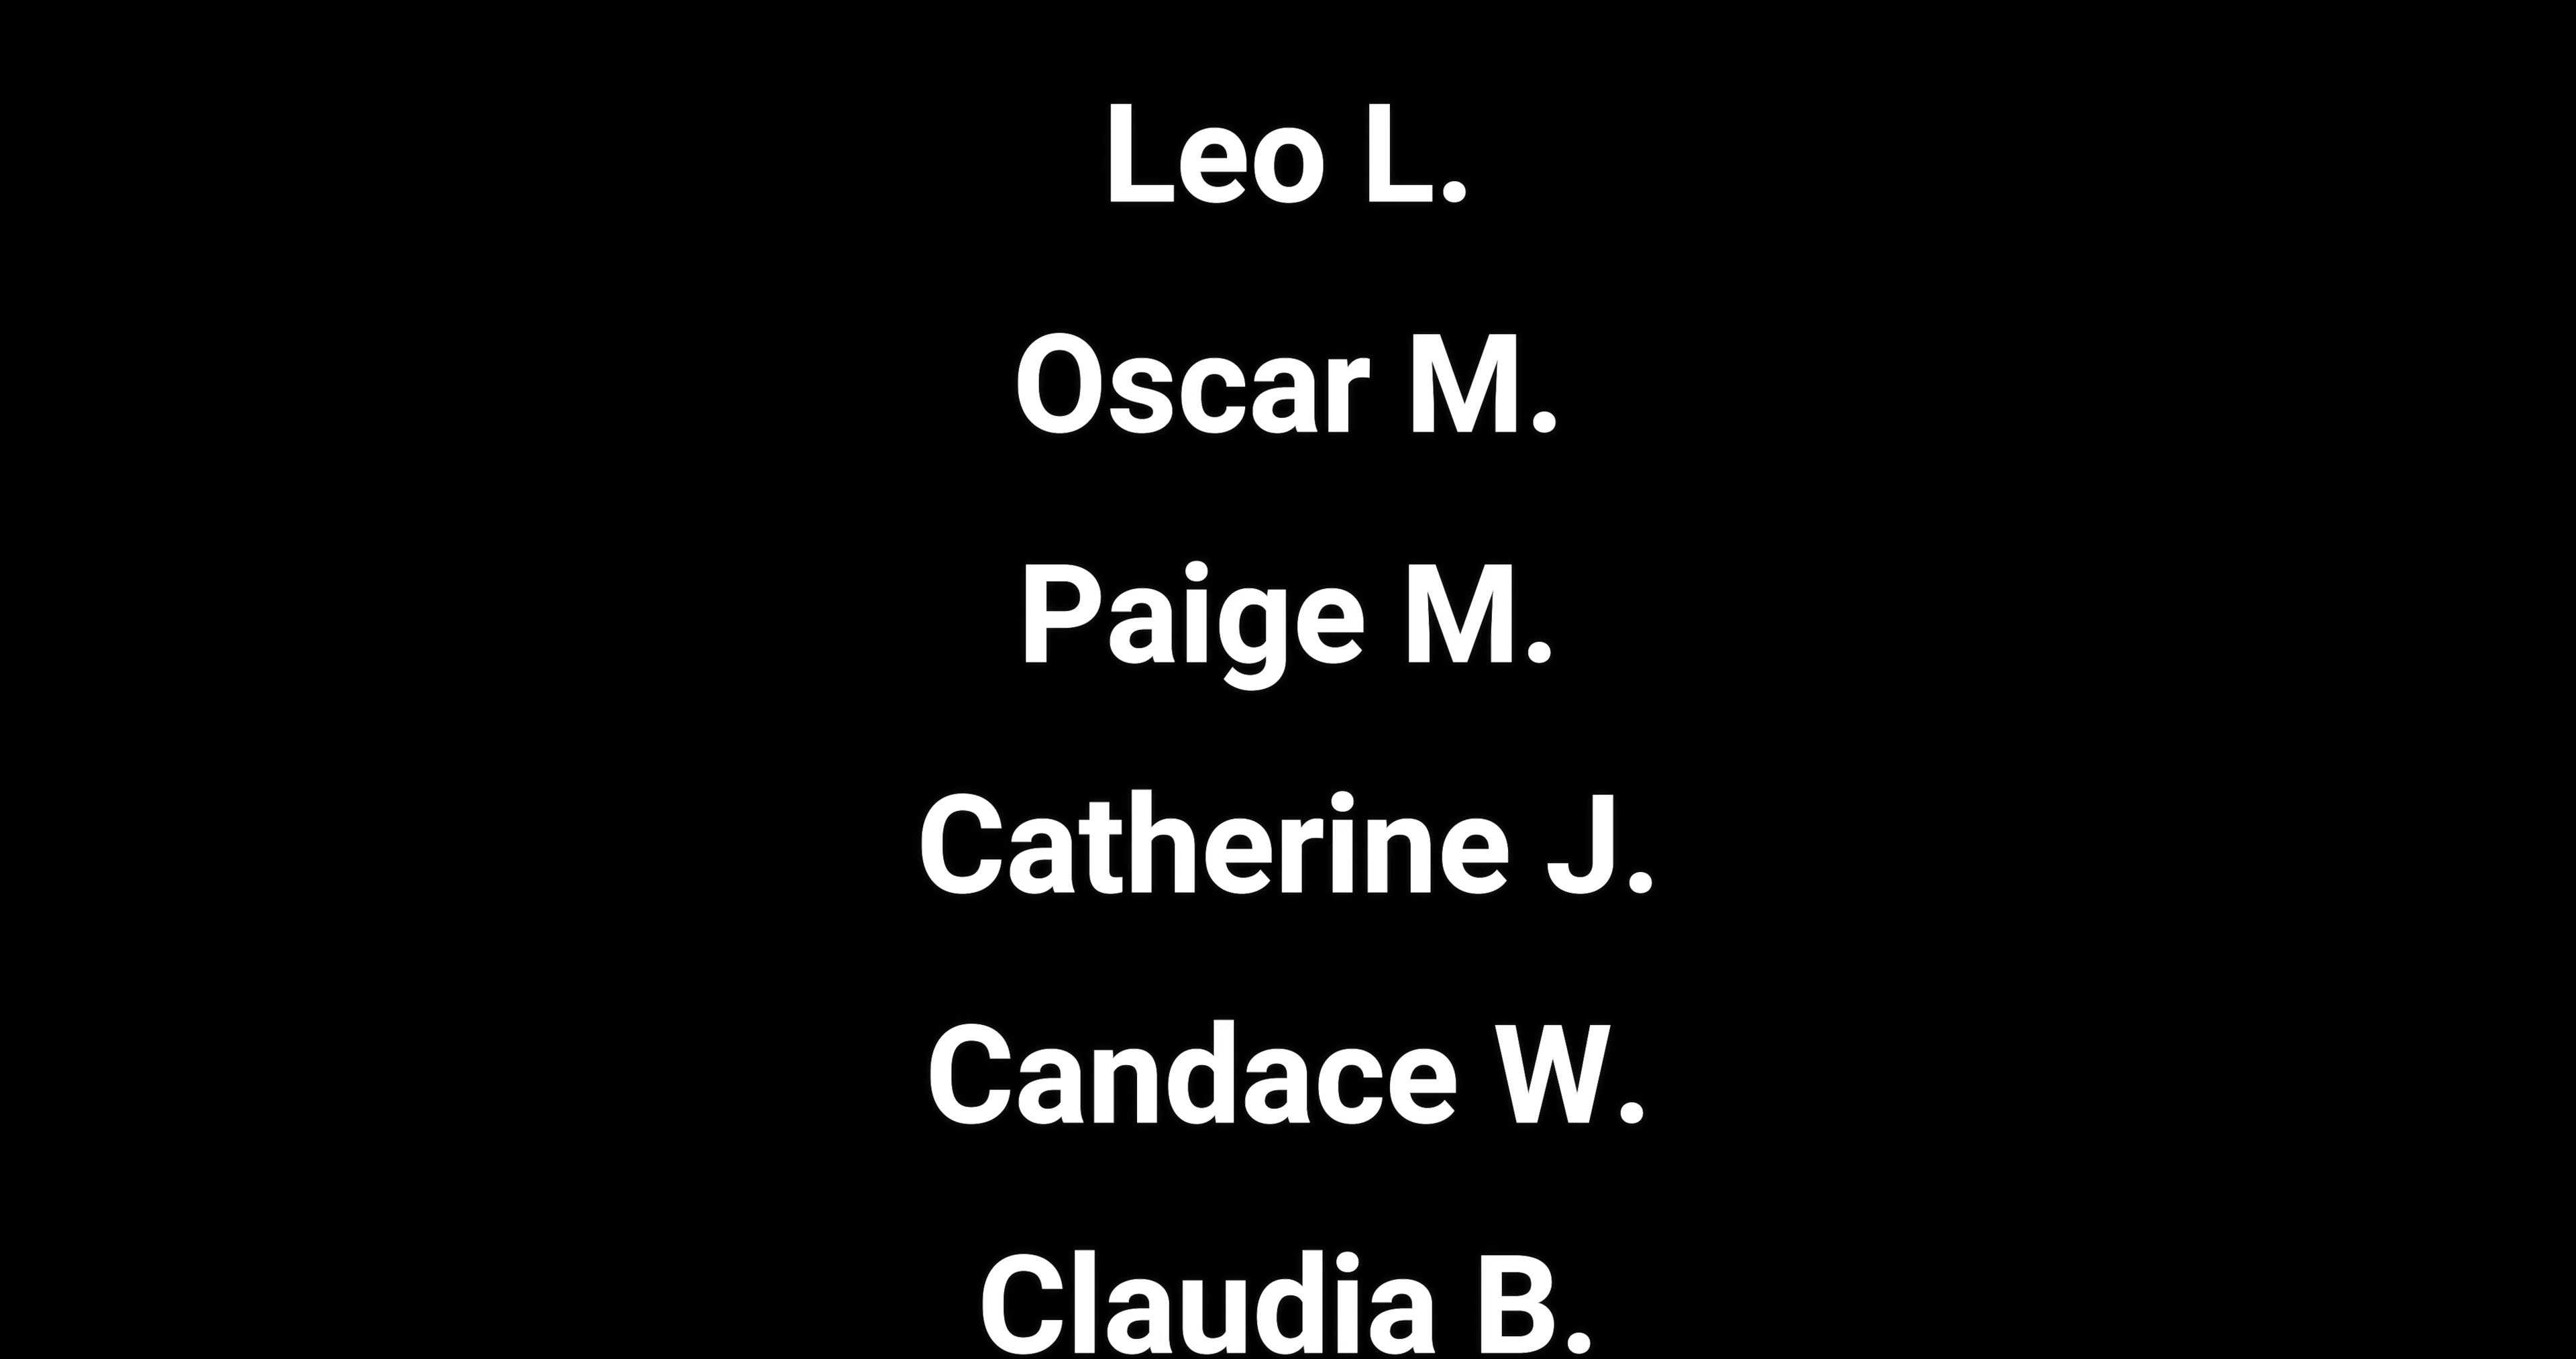 Leo L.
Oscar M.
Paige M.
Catherine J.
Candace W.
Claudia B.